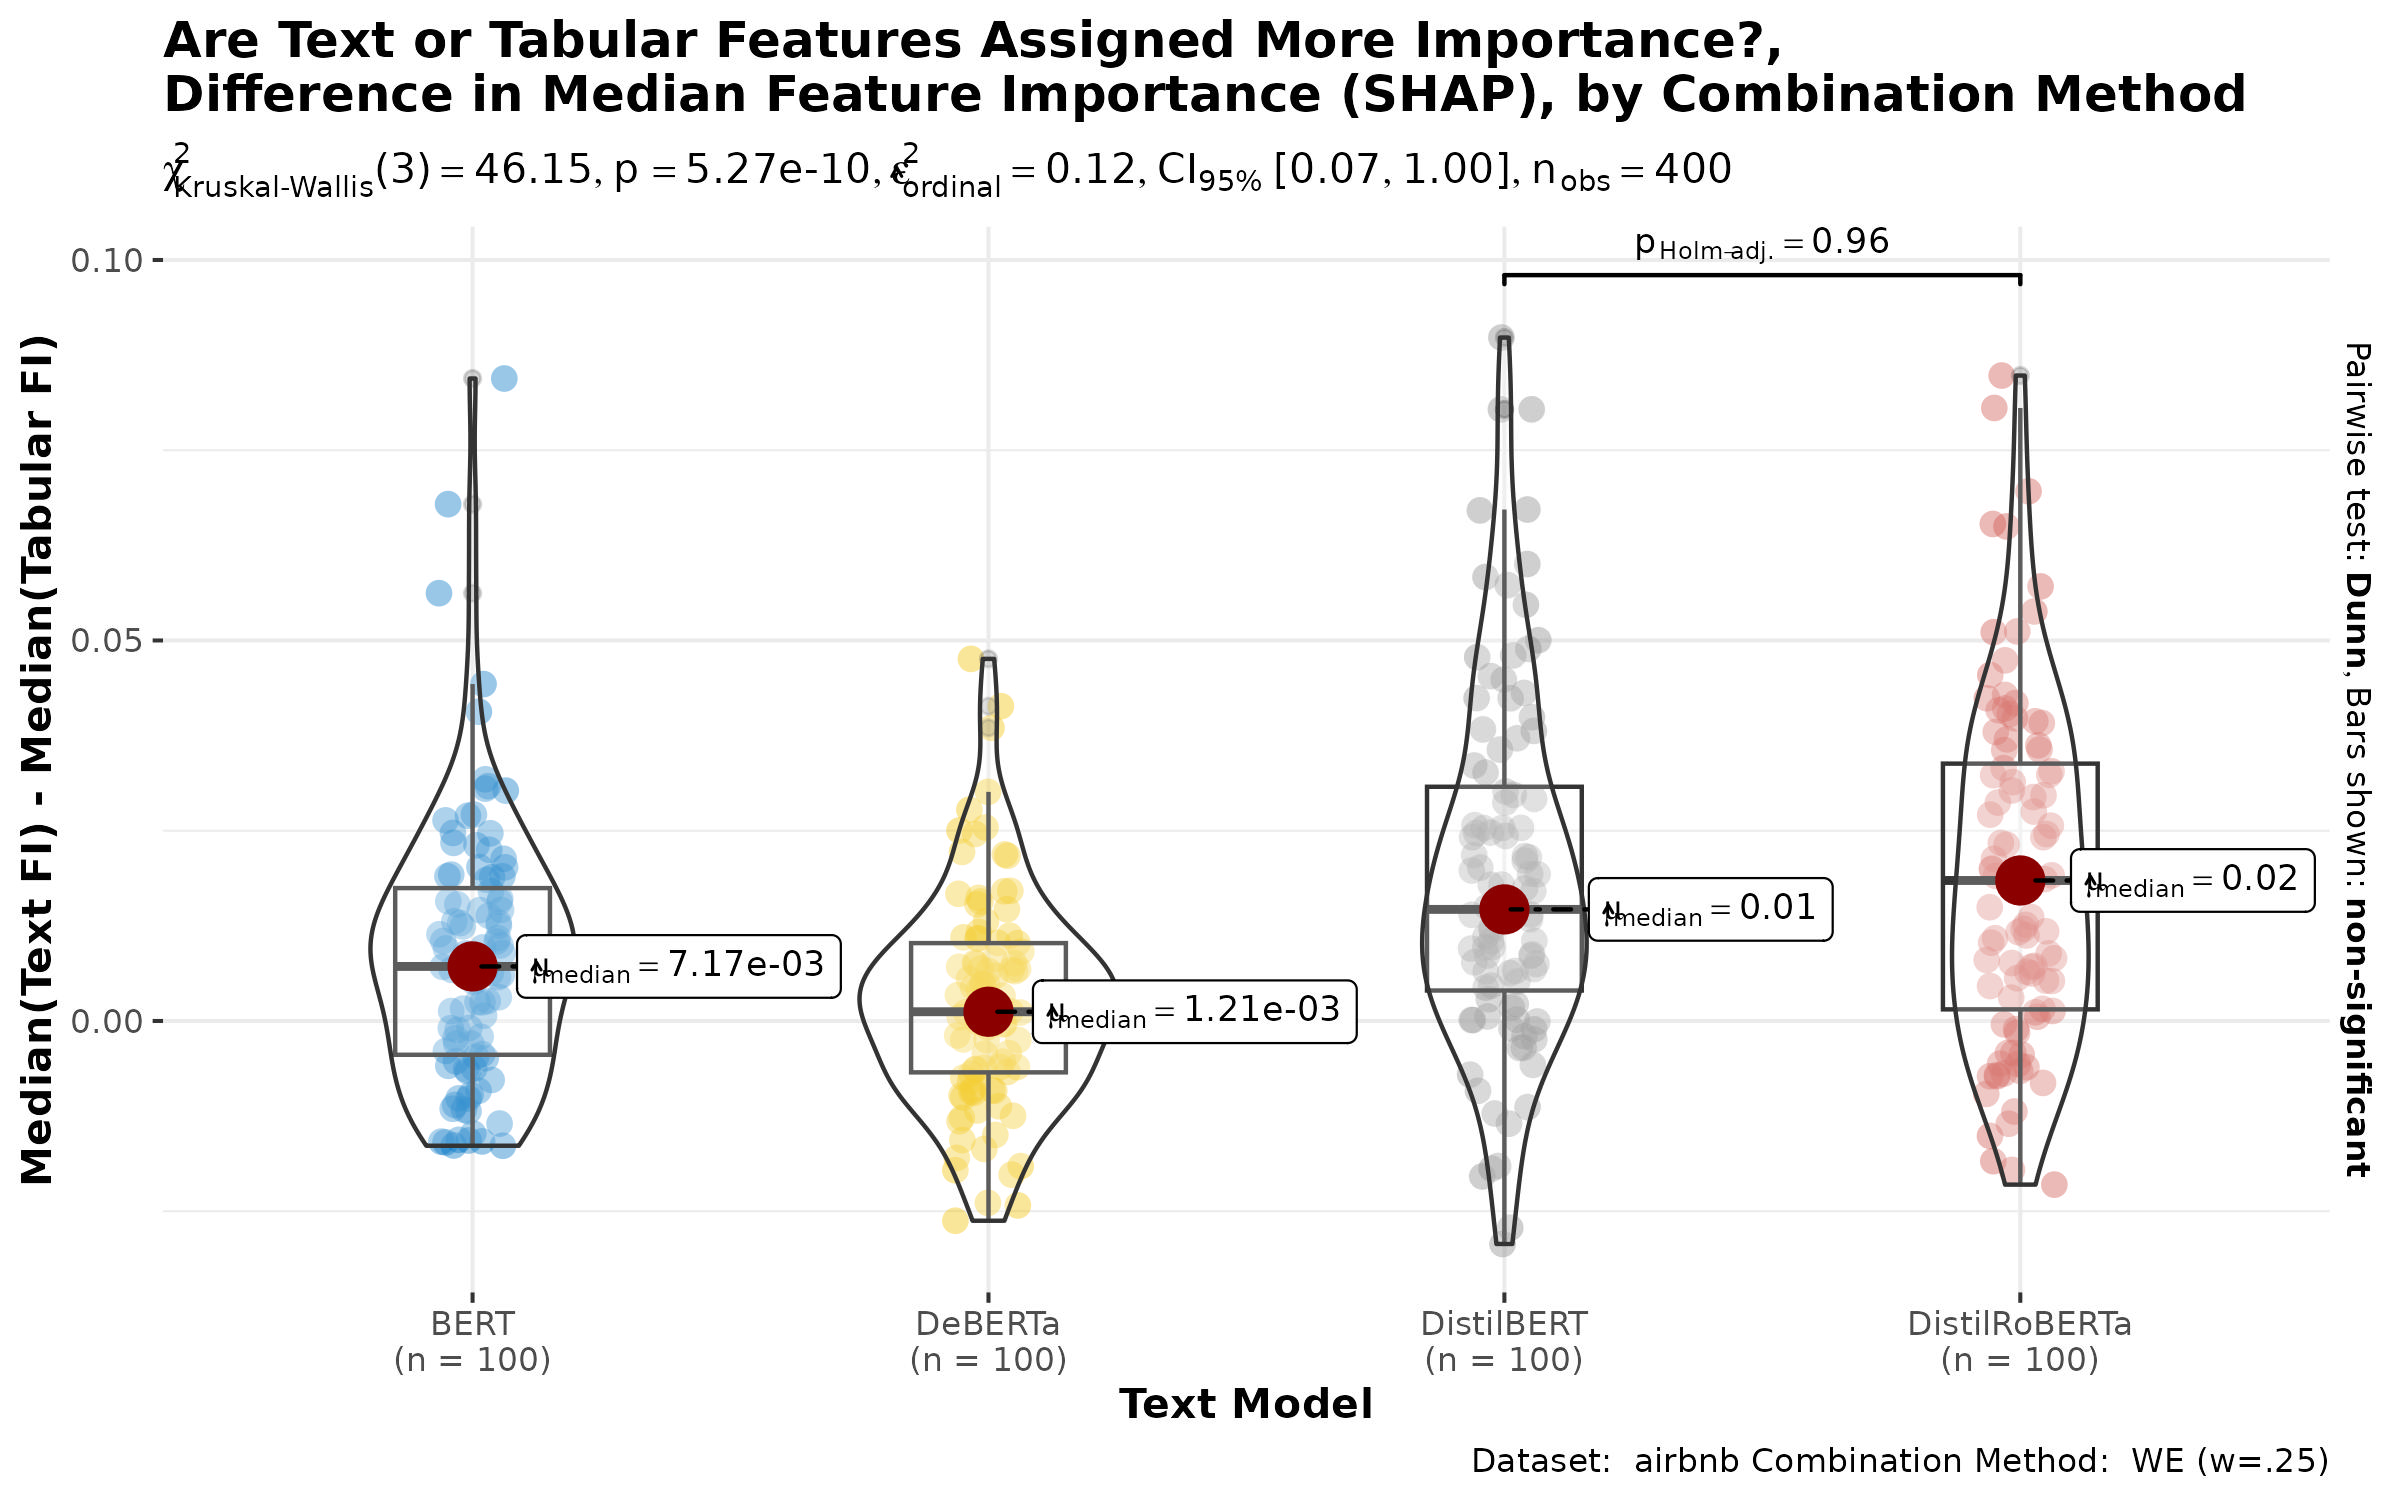 Are Text or Tabular Features Assigned More Importance?,
Difference in Median Feature Importance (SHAP), by Combination Method
χ²Kruskal-Wallis(3) = 46.15, p = 5.27e-10, ε̂²ordinal = 0.12, CI95% [0.07, 1.00], nobs = 400
pHolm-adj. = 0.96
0.10
0.05
0.00
Median(Text FI) - Median(Tabular FI)
μ̂median = 7.17e-03
μ̂median = 1.21e-03
μ̂median = 0.01
μ̂median = 0.02
Pairwise test: Dunn, Bars shown: non-significant
BERT
(n = 100)
DeBERTa
(n = 100)
DistilBERT
(n = 100)
DistilRoBERTa
(n = 100)
Text Model
Dataset:  airbnb Combination Method:  WE (w=.25)